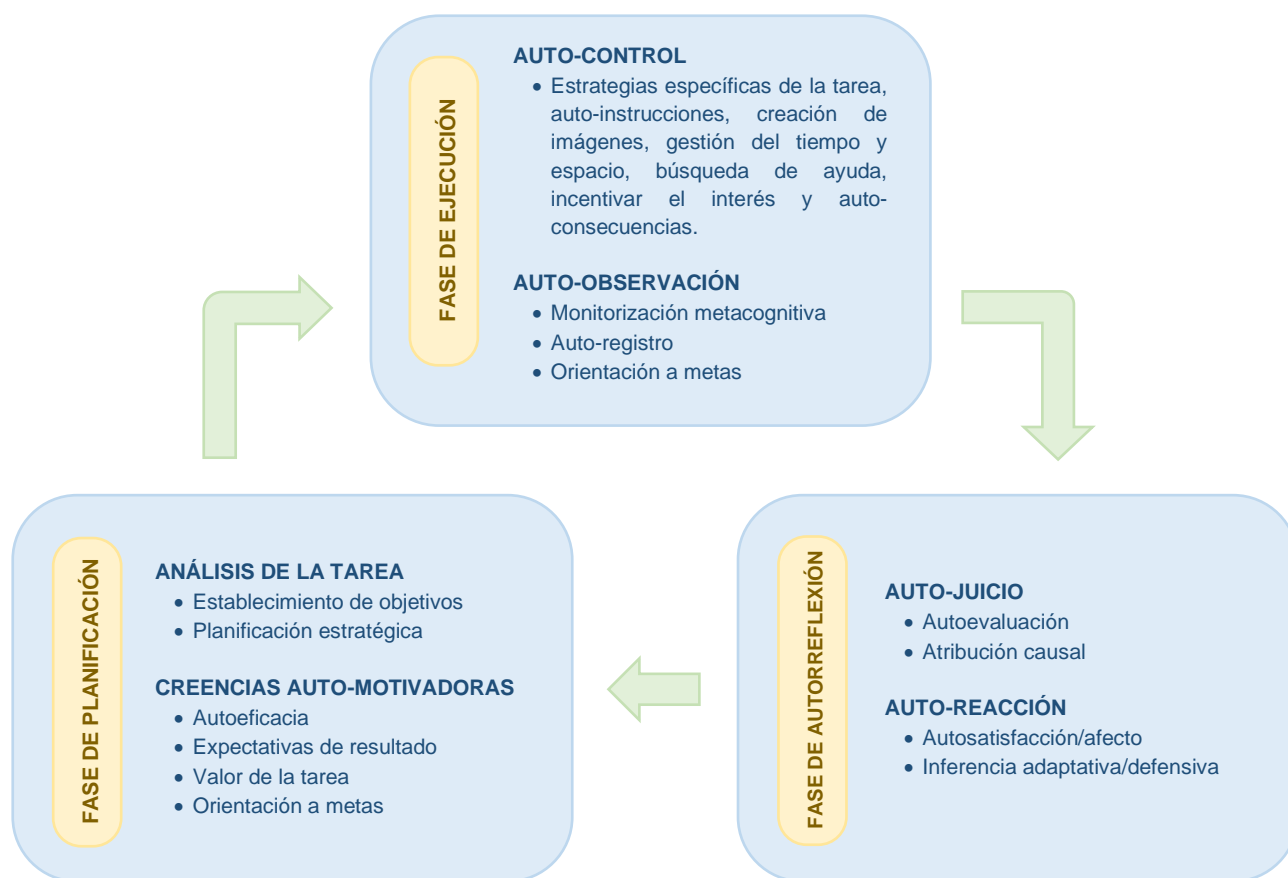 FASE DE EJECUCIÓN
AUTO-CONTROL
• Estrategias específicas de la tarea,
auto-instrucciones, creación de
imágenes, gestión del tiempo y
espacio, búsqueda de ayuda,
incentivar el interés y auto-
consecuencias.
AUTO-OBSERVACIÓN
• Monitorización metacognitiva
• Auto-registro
• Orientación a metas
FASE DE PLANIFICACIÓN
ANÁLISIS DE LA TAREA
• Establecimiento de objetivos
• Planificación estratégica
CREENCIAS AUTO-MOTIVADORAS
• Autoeficacia
• Expectativas de resultado
• Valor de la tarea
• Orientación a metas
FASE DE AUTORREFLEXIÓN
AUTO-JUICIO
• Autoevaluación
• Atribución causal
AUTO-REACCIÓN
• Autosatisfacción/afecto
• Inferencia adaptativa/defensiva